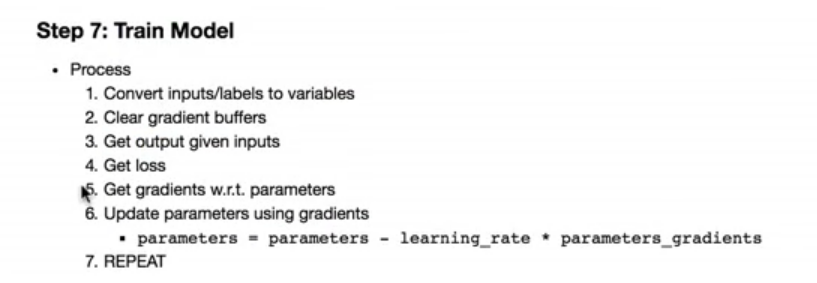 Step 7: Train Model
• Process
1. Convert inputs/labels to variables
2. Clear gradient buffers
3. Get output given inputs
4. Get loss
5. Get gradients w.r.t. parameters
6. Update parameters using gradients
▪ parameters = parameters - learning_rate * parameters_gradients
7. REPEAT